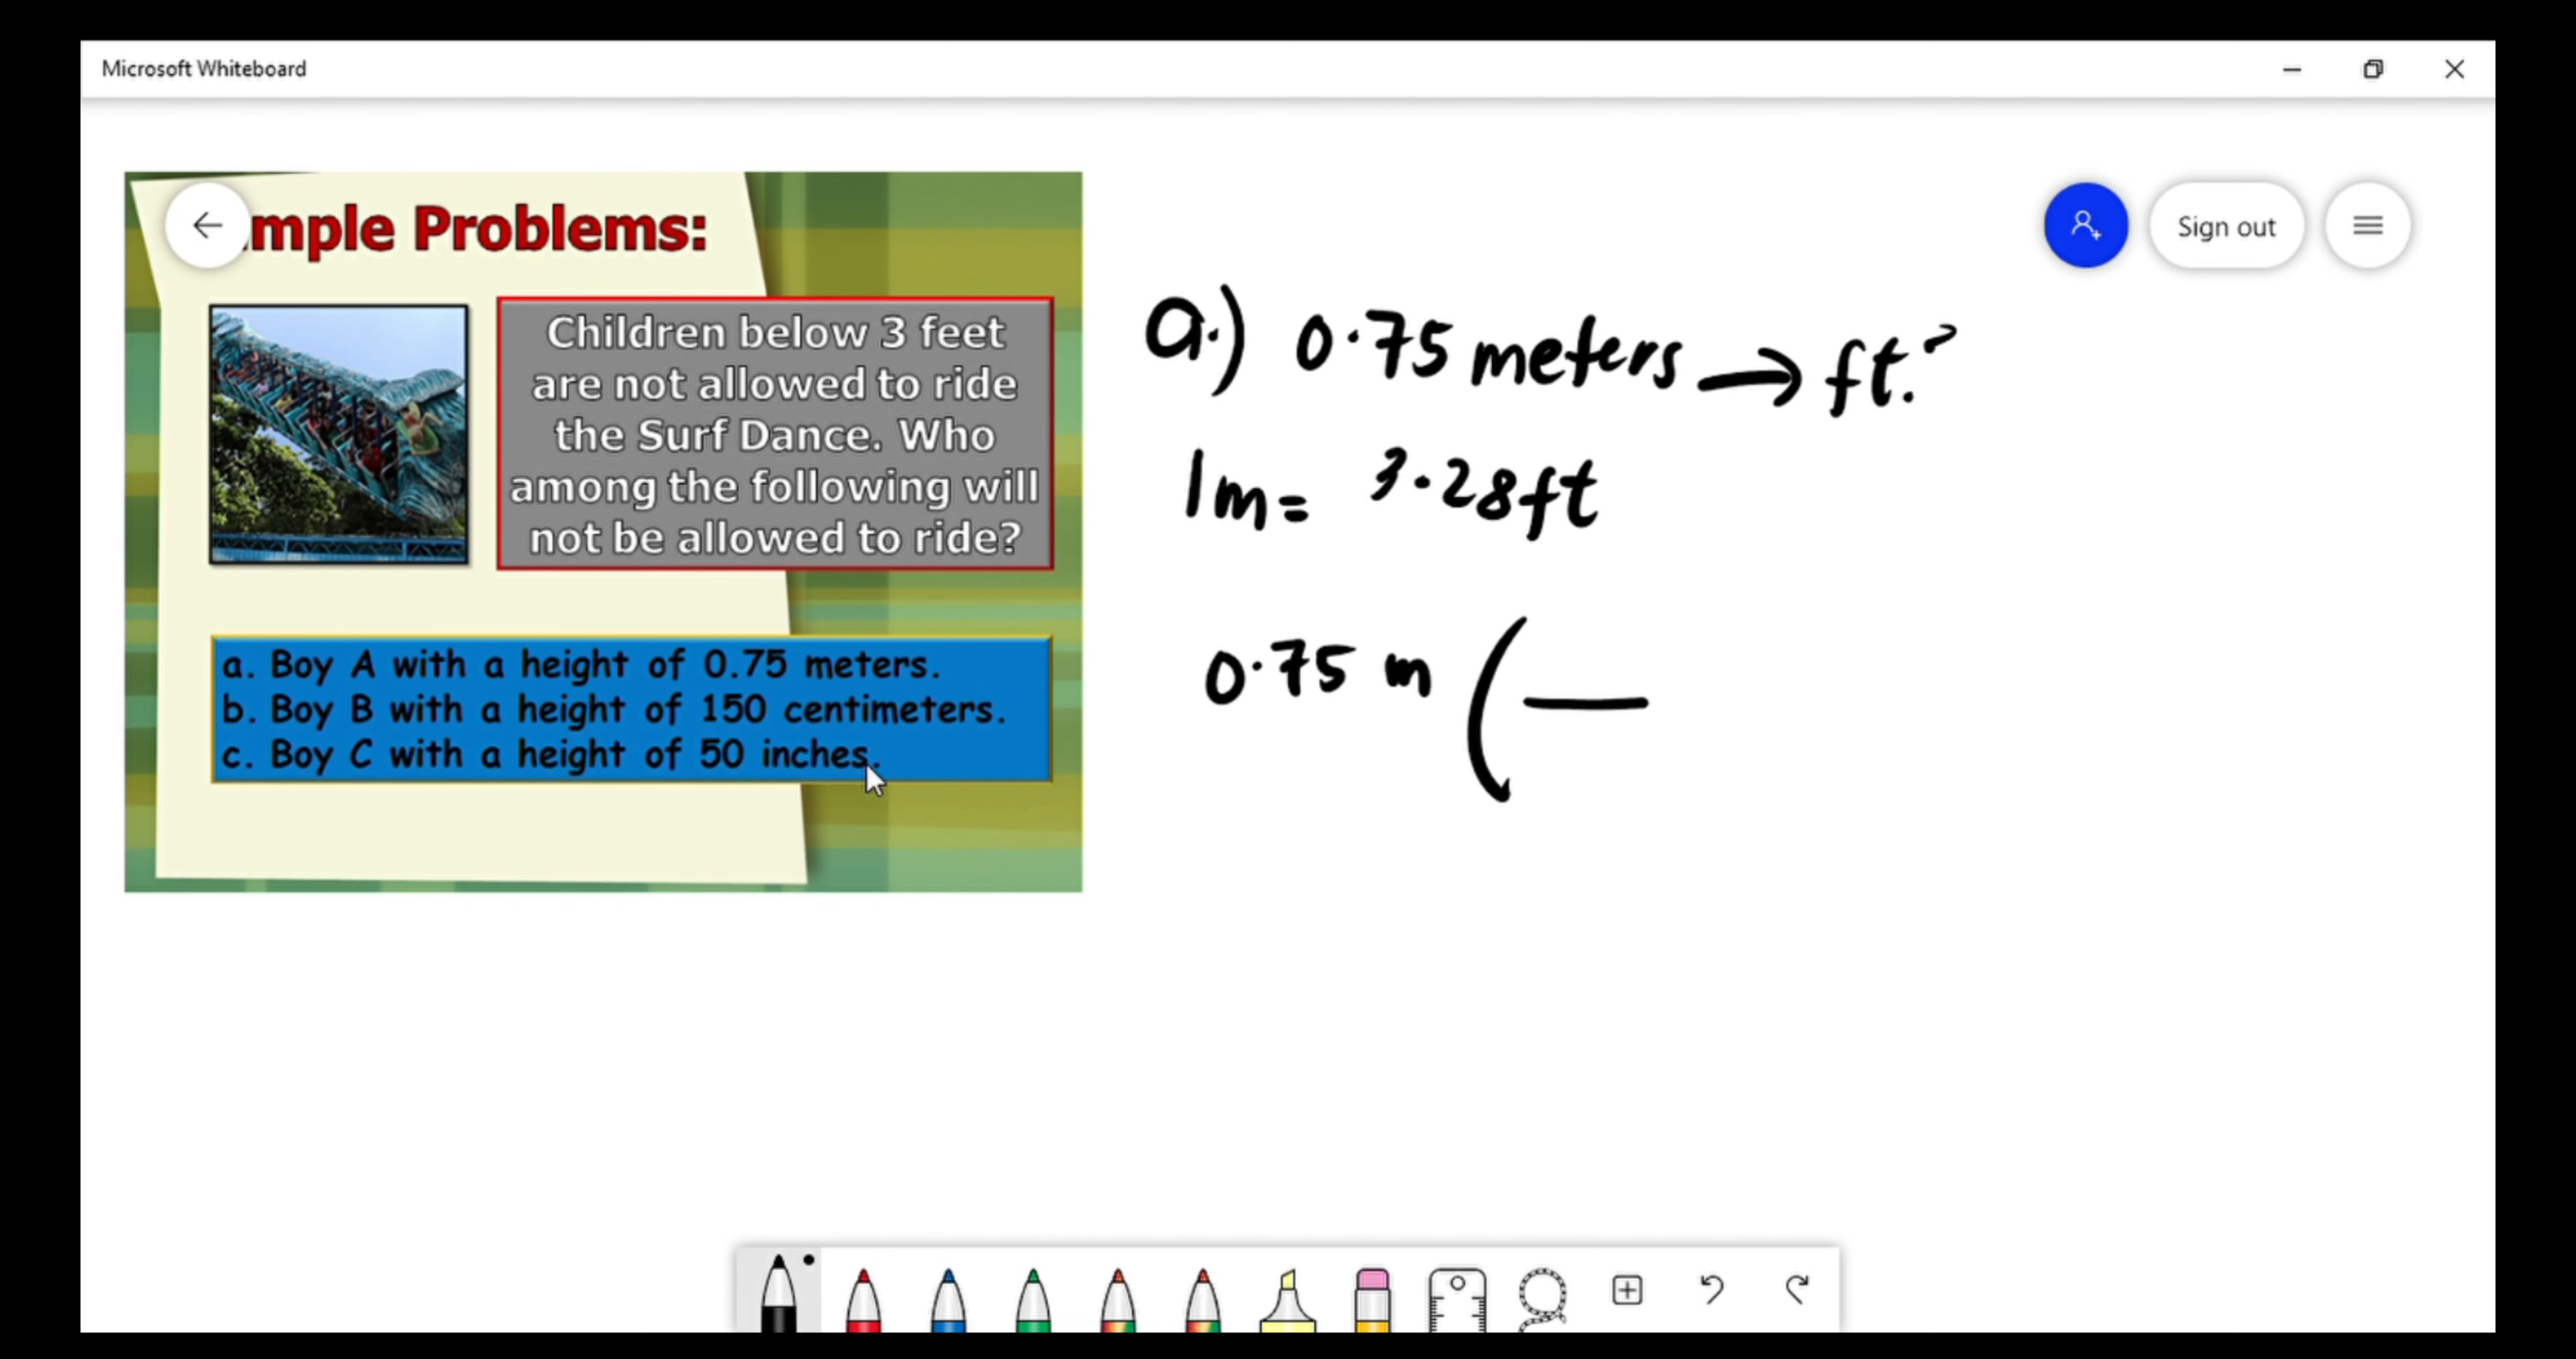 Microsoft Whiteboard
mple Problems:
Sign out
Children below 3 feet
are not allowed to ride
the Surf Dance. Who
among the following will
not be allowed to ride?
a. Boy A with a height of 0.75 meters.
b. Boy B with a height of 150 centimeters.
c. Boy C with a height of 50 inches.
a.) 0.75 meters → ft.?
1m = 3.28ft
0.75 m ( —